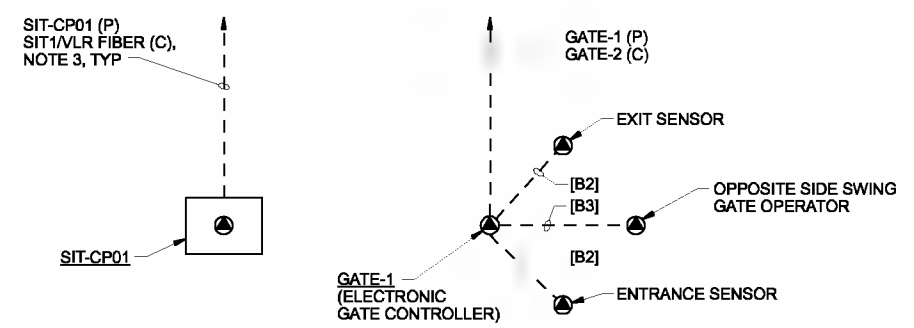 SIT-CP01 (P)
SIT1/VLR FIBER (C),
NOTE 3, TYP
SIT-CP01
GATE-1 (P)
GATE-2 (C)
EXIT SENSOR
[B2]
[B3]
OPPOSITE SIDE SWING
GATE OPERATOR
[B2]
GATE-1
(ELECTRONIC
GATE CONTROLLER)
ENTRANCE SENSOR